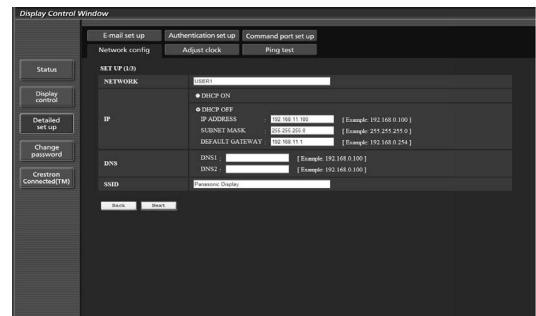 Display Control Window
E-mail set up Authentication set up Command port set up
Network config Adjust clock Ping test
Status
Display control
Detailed set up
Change password
Crestron Connected(TM)
SET UP (1/3)
NETWORK USER1
IP
DHCP ON
DHCP OFF
IP ADDRESS : 192.168.11.100 [ Example: 192.168.0.100 ]
SUBNET MASK : 255.255.255.0 [ Example: 255.255.255.0 ]
DEFAULT GATEWAY : 192.168.11.1 [ Example: 192.168.0.254 ]
DNS
DNS1 : [ Example: 192.168.0.100 ]
DNS2 : [ Example: 192.168.0.100 ]
SSID Panasonic Display
Back Next